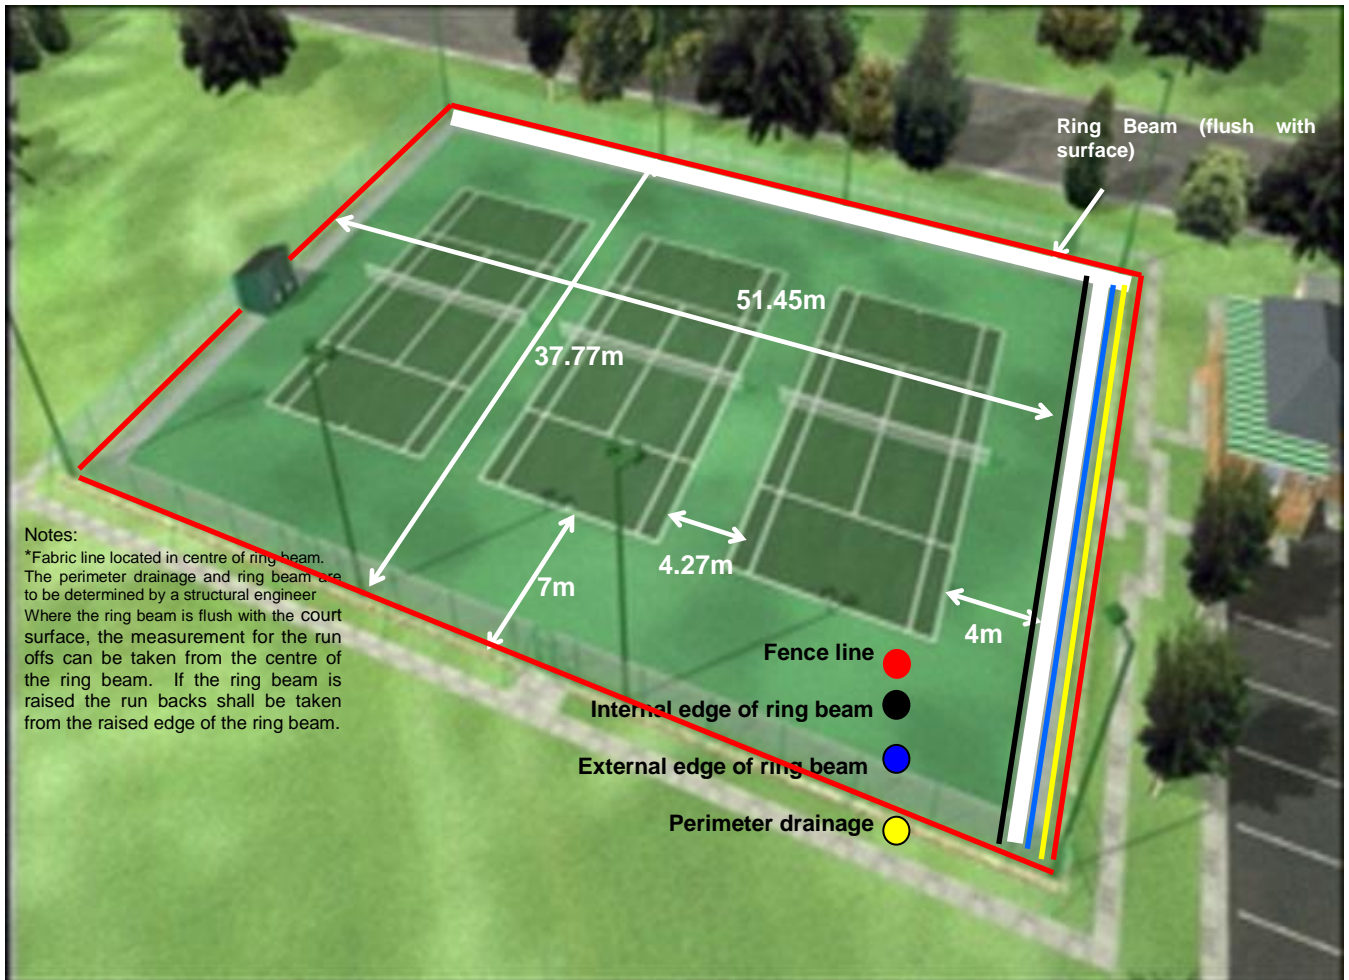 Ring Beam (flush with
surface)
51.45m
37.77m
4.27m
7m
4m
Notes:
*Fabric line located in centre of ring beam.
The perimeter drainage and ring beam are
to be determined by a structural engineer
Where the ring beam is flush with the court
surface, the measurement for the run
offs can be taken from the centre of
the ring beam. If the ring beam is
raised the run backs shall be taken
from the raised edge of the ring beam.
Fence line
Internal edge of ring beam
External edge of ring beam
Perimeter drainage